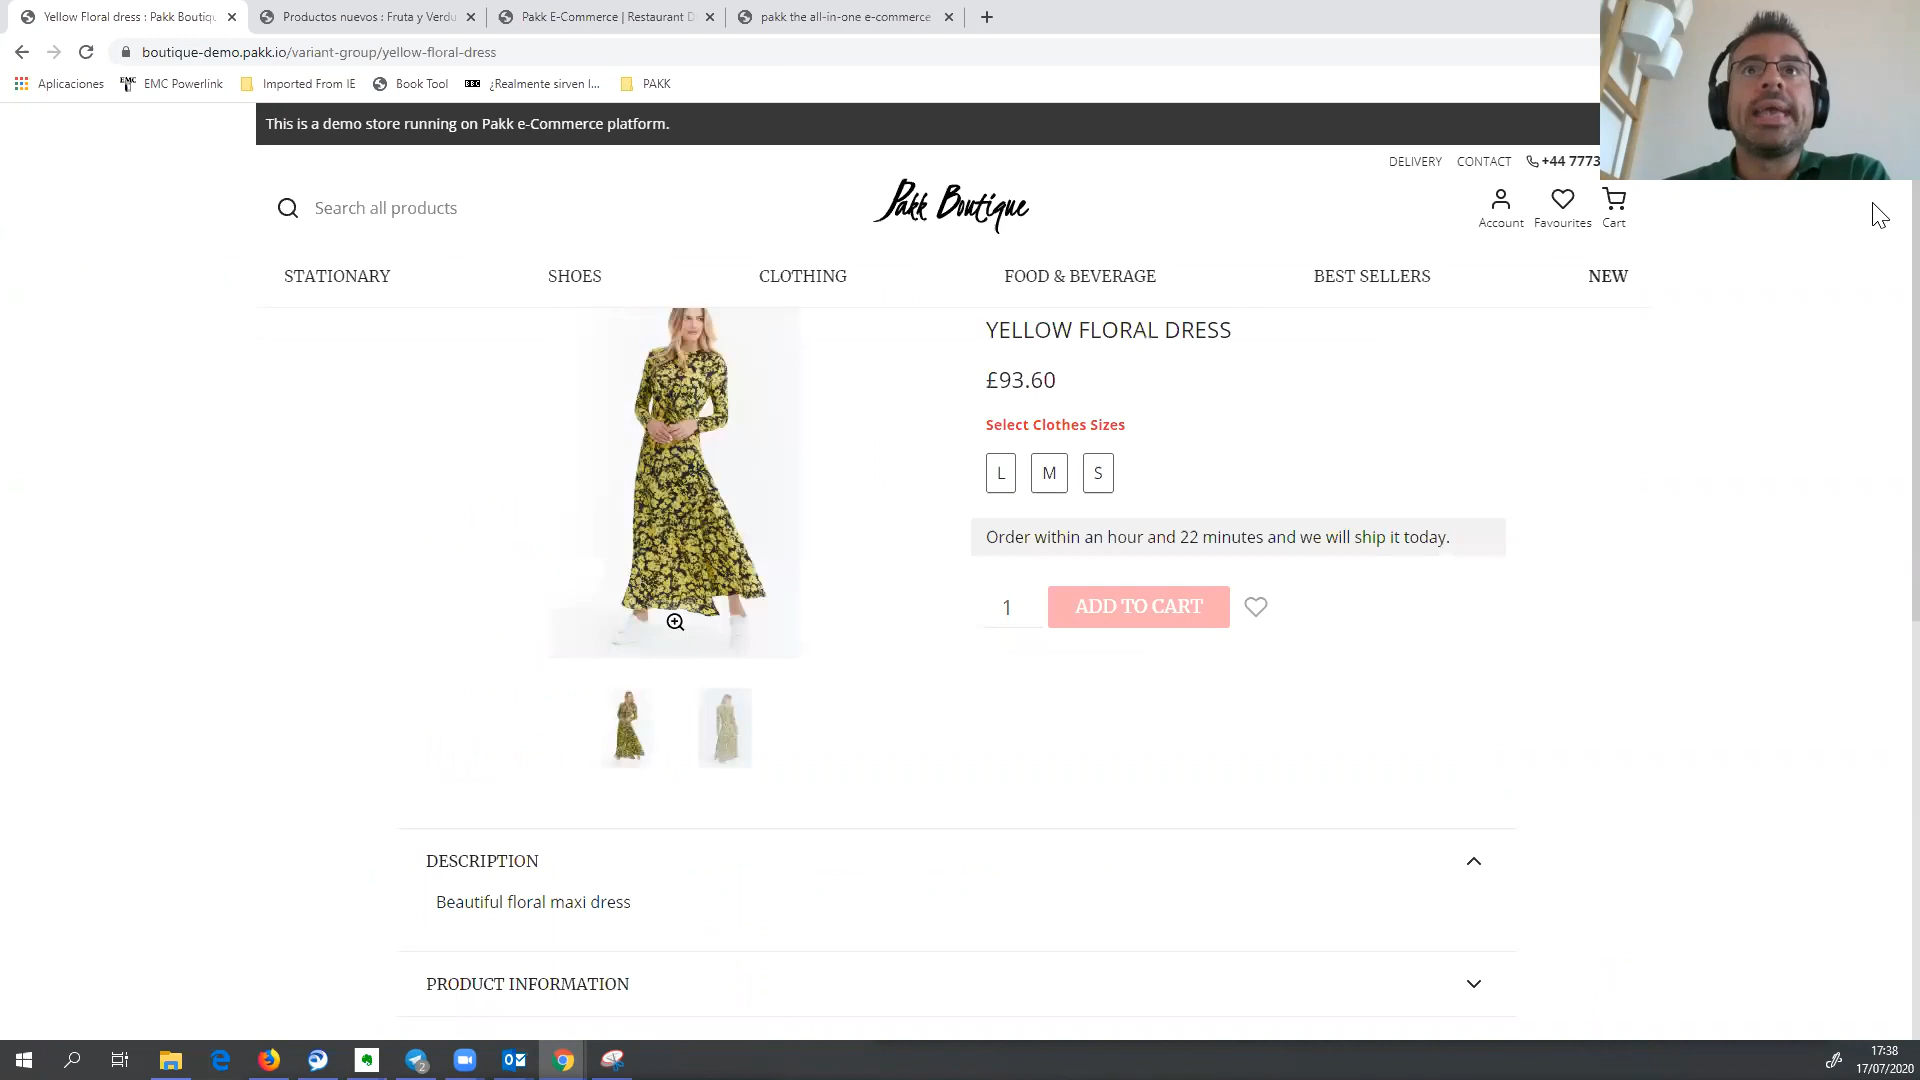 Yellow Floral dress : Pakk Boutiqu
Productos nuevos : Fruta y Verdu
Pakk E-Commerce | Restaurant D
pakk the all-in-one e-commerce
boutique-demo.pakk.io/variant-group/yellow-floral-dress
Aplicaciones
EMC EMC Powerlink
Imported From IE
Book Tool
BBC ¿Realmente sirven l...
PAKK
This is a demo store running on Pakk e-Commerce platform.
DELIVERY CONTACT +44 7773
Search all products
Pakk Boutique
Account Favourites Cart
STATIONARY SHOES CLOTHING FOOD & BEVERAGE BEST SELLERS NEW
YELLOW FLORAL DRESS
£93.60
Select Clothes Sizes
L M S
Order within an hour and 22 minutes and we will ship it today.
1 ADD TO CART
DESCRIPTION
Beautiful floral maxi dress
PRODUCT INFORMATION
2
17:38
17/07/2020